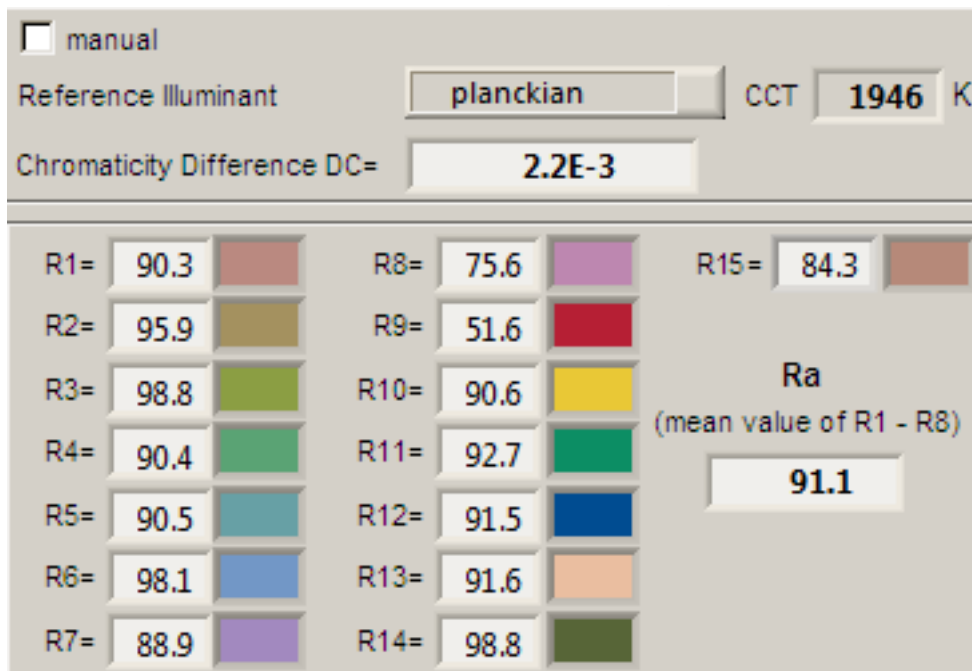 manual
Reference Illuminant planckian CCT 1946 K
Chromaticity Difference DC= 2.2E-3
R1= 90.3 R8= 75.6 R15= 84.3
R2= 95.9 R9= 51.6
R3= 98.8 R10= 90.6
Ra
(mean value of R1 - R8)
R4= 90.4 R11= 92.7
91.1
R5= 90.5 R12= 91.5
R6= 98.1 R13= 91.6
R7= 88.9 R14= 98.8